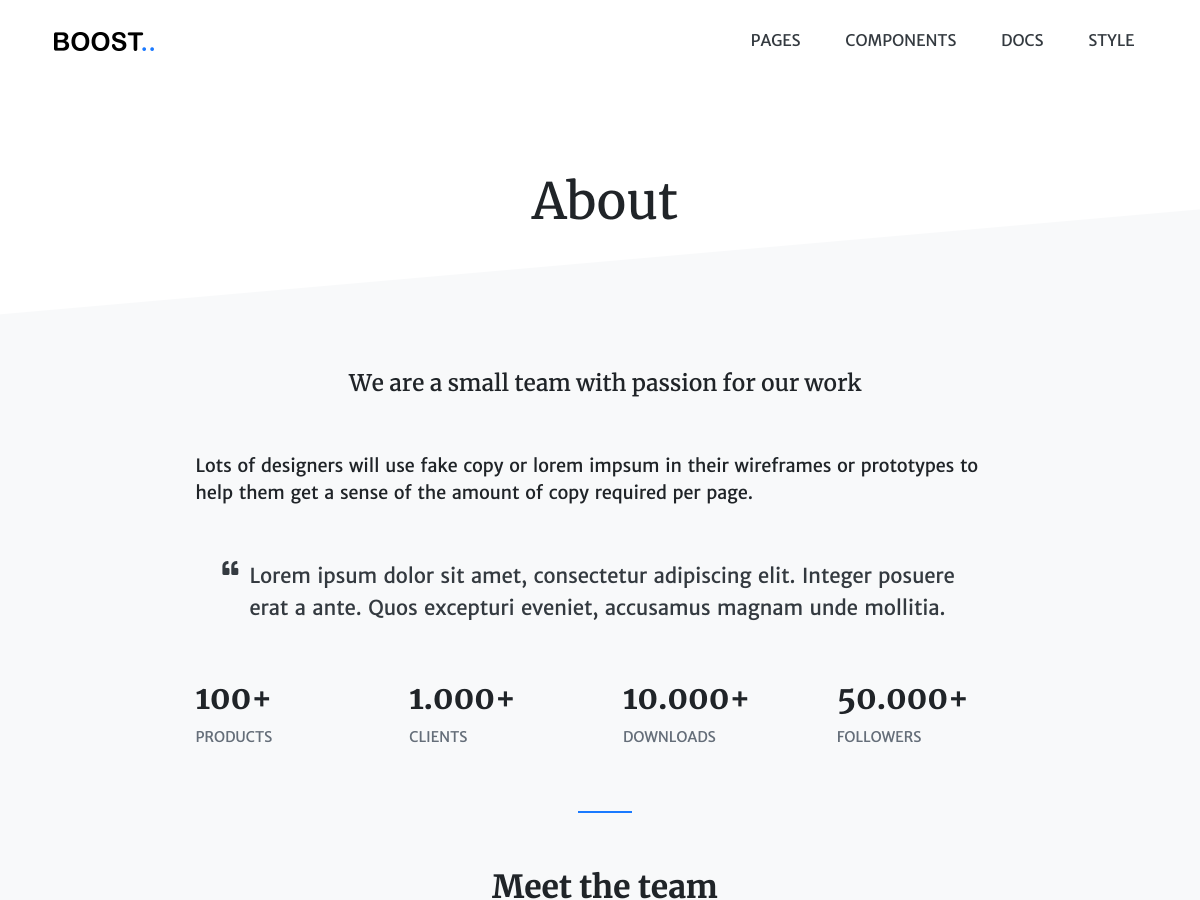 BOOST..
PAGES COMPONENTS DOCS STYLE
About
We are a small team with passion for our work
Lots of designers will use fake copy or lorem impsum in their wireframes or prototypes to
help them get a sense of the amount of copy required per page.
“ Lorem ipsum dolor sit amet, consectetur adipiscing elit. Integer posuere
erat a ante. Quos excepturi eveniet, accusamus magnam unde mollitia.
100+ 1.000+ 10.000+ 50.000+
PRODUCTS CLIENTS DOWNLOADS FOLLOWERS
Meet the team